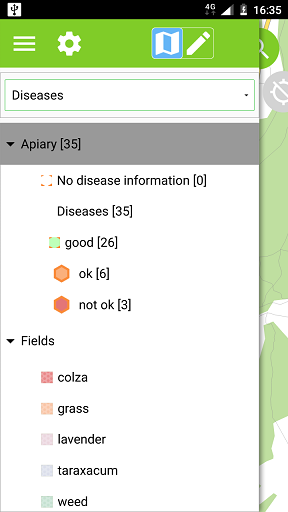 4G 16:35
Diseases
Apiary [35]
No disease information [0]
Diseases [35]
good [26]
ok [6]
not ok [3]
Fields
colza
grass
lavender
taraxacum
weed